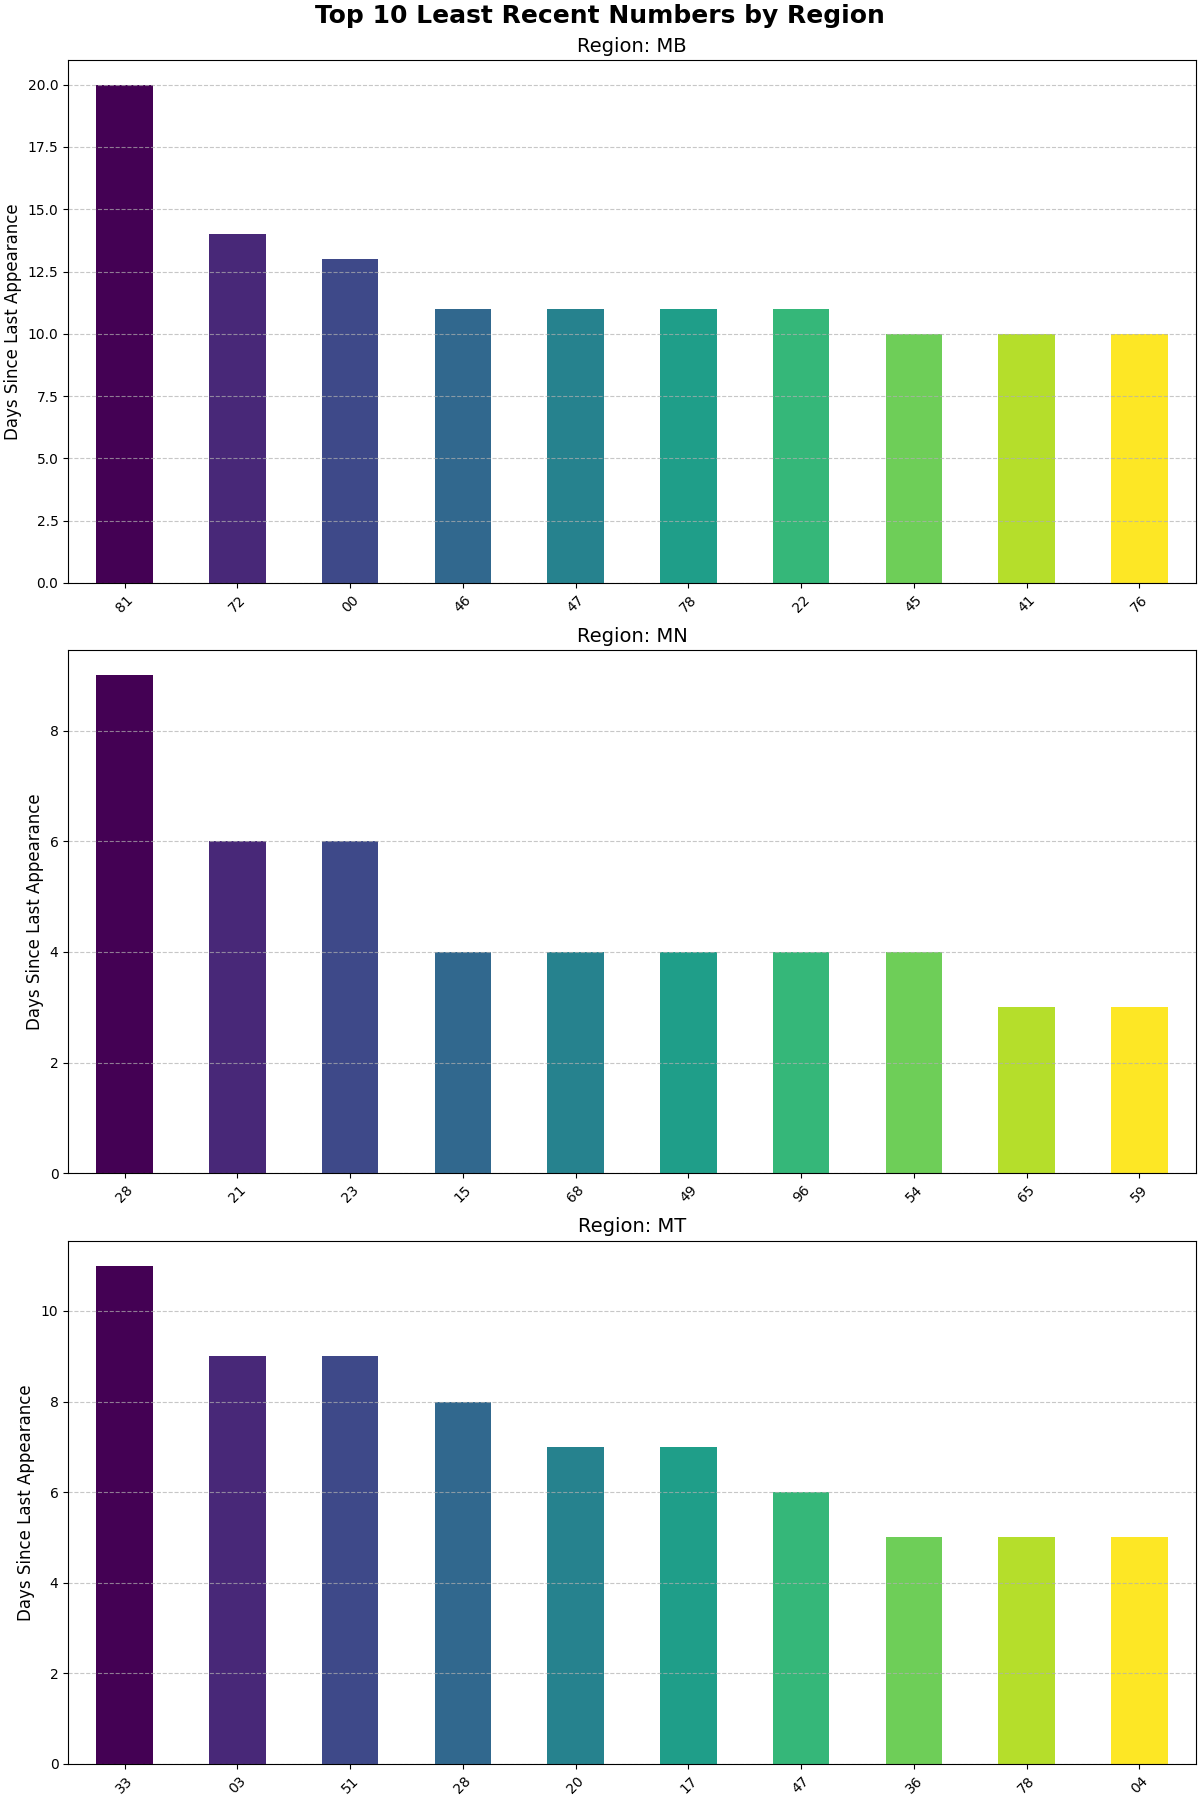 Top 10 Least Recent Numbers by Region
Region: MB
Days Since Last Appearance
20.0
17.5
15.0
12.5
10.0
7.5
5.0
2.5
0.0
81 72 00 46 47 78 22 45 41 76
Region: MN
Days Since Last Appearance
8
6
4
2
0
28 21 23 15 68 49 96 54 65 59
Region: MT
Days Since Last Appearance
10
8
6
4
2
0
33 03 51 28 20 17 47 36 78 04